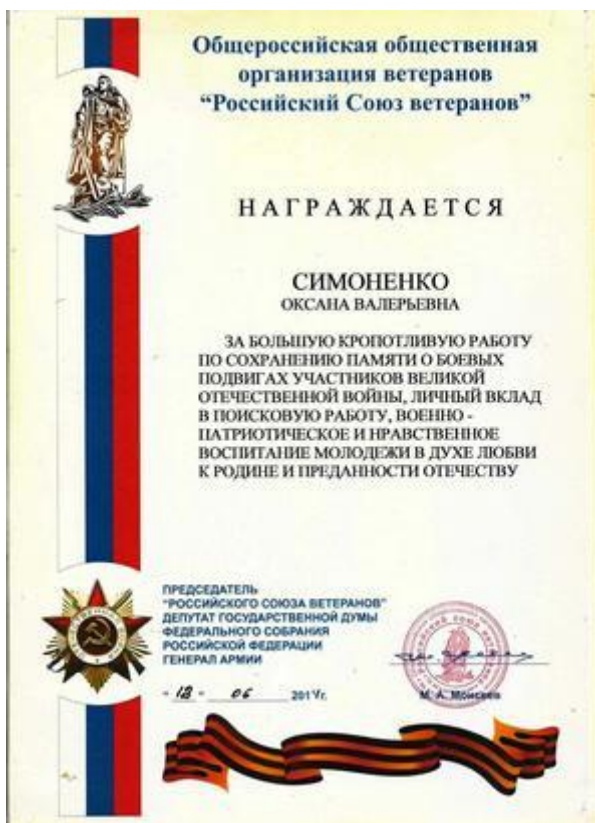 Общероссийская общественная
организация ветеранов
“Российский Союз ветеранов”
НАГРАЖДАЕТСЯ
СИМОНЕНКО
ОКСАНА ВАЛЕРЬЕВНА
ЗА БОЛЬШУЮ КРОПОТЛИВУЮ РАБОТУ
ПО СОХРАНЕНИЮ ПАМЯТИ О БОЕВЫХ
ПОДВИГАХ УЧАСТНИКОВ ВЕЛИКОЙ
ОТЕЧЕСТВЕННОЙ ВОЙНЫ, ЛИЧНЫЙ ВКЛАД
В ПОИСКОВУЮ РАБОТУ, ВОЕННО -
ПАТРИОТИЧЕСКОЕ И НРАВСТВЕННОЕ
ВОСПИТАНИЕ МОЛОДЕЖИ В ДУХЕ ЛЮБВИ
К РОДИНЕ И ПРЕДАННОСТИ ОТЕЧЕСТВУ
ПРЕДСЕДАТЕЛЬ
“РОССИЙСКОГО СОЮЗА ВЕТЕРАНОВ”
ДЕПУТАТ ГОСУДАРСТВЕННОЙ ДУМЫ
ФЕДЕРАЛЬНОГО СОБРАНИЯ
РОССИЙСКОЙ ФЕДЕРАЦИИ
ГЕНЕРАЛ АРМИИ
М. А. Моисеев
- 12 - 06 201 г.